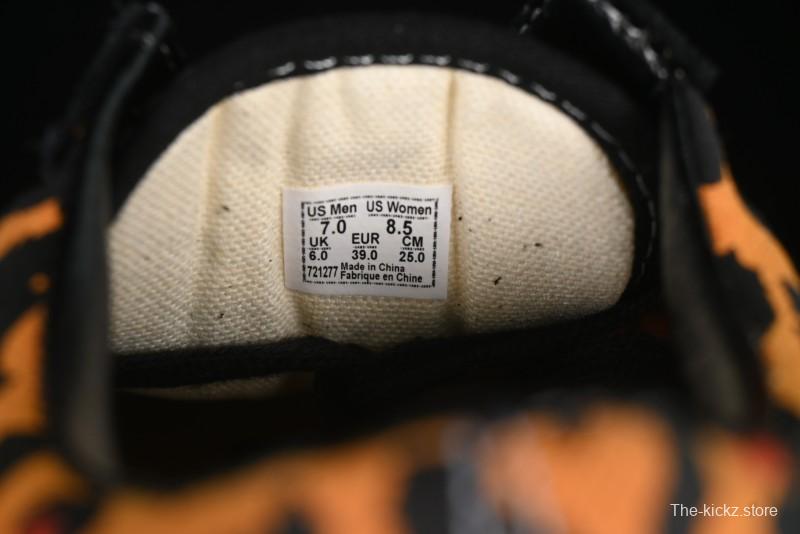 US Men US Women
7.0 8.5
UK EUR CM
6.0 39.0 25.0
721277 Made in China
Fabrique en Chine
The-kickz.store